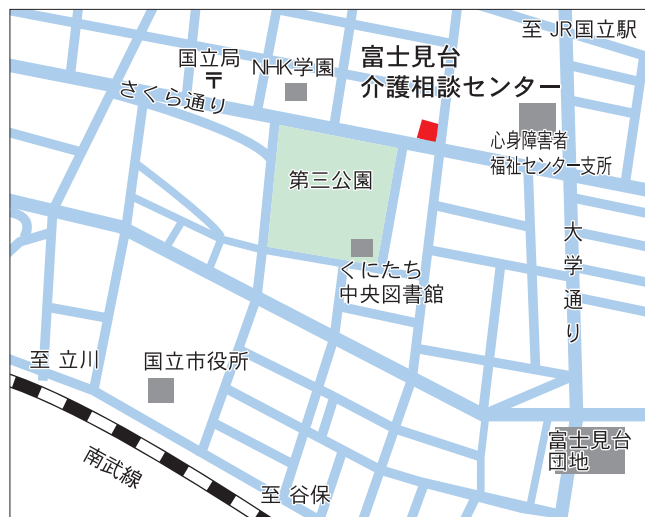 至 JR国立駅
国立局
〒
NHK学園
富士見台
介護相談センター
さくら通り
心身障害者
福祉センター支所
第三公園
大学通り
くにたち
中央図書館
至 立川
国立市役所
富士見台
団地
南武線
至 谷保